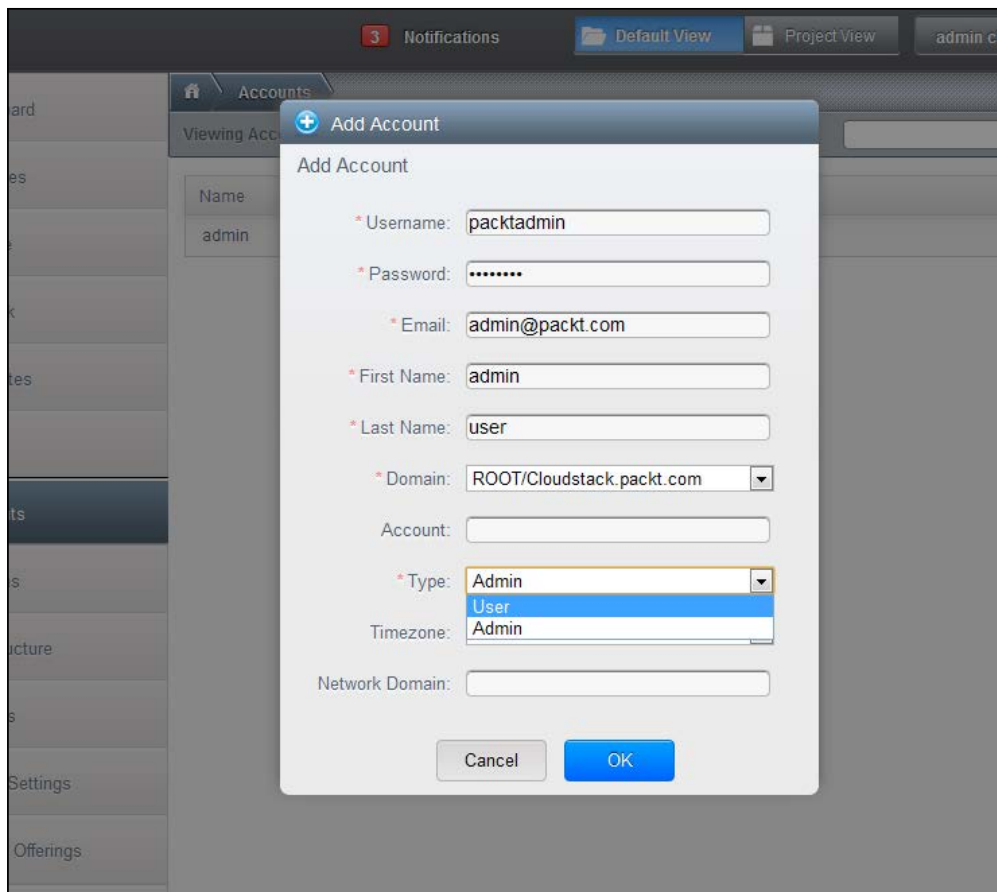 3 Notifications
Default View
Project View
admin c
ard
es
e
k
tes
ts
s
ucture
s
Settings
Offerings
Accounts
Viewing Acc
Name
admin
Add Account
Add Account
* Username: packtadmin
* Password: ••••••••
* Email: admin@packt.com
* First Name: admin
* Last Name: user
* Domain: ROOT/Cloudstack.packt.com
Account:
* Type: Admin
User
Admin
Timezone:
Network Domain:
Cancel
OK